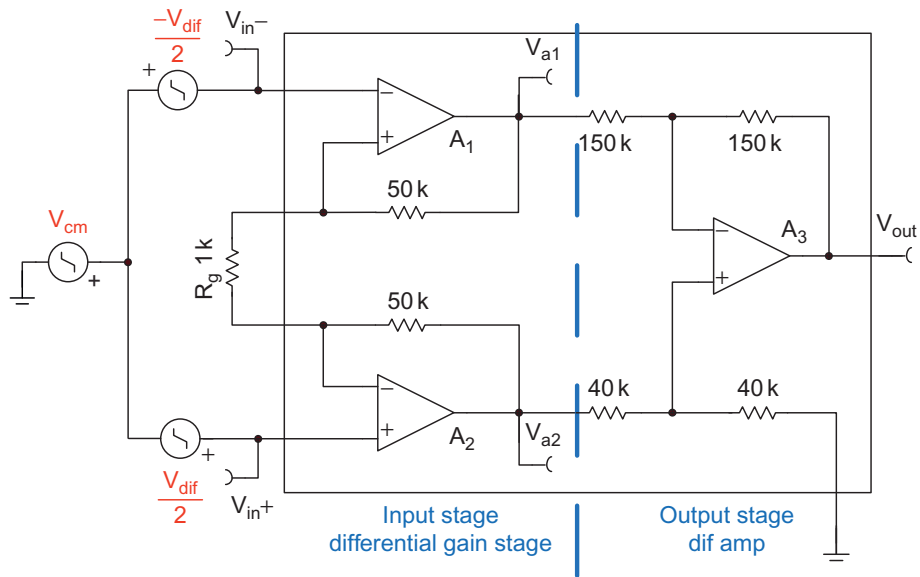 −Vdif
2
Vin−
Va1
+
−
+
A1
150 k
150 k
50 k
Vcm
+
Rg 1k
−
+
A3
Vout
50 k
40 k
40 k
−
+
A2
Va2
+
Vdif
2
Vin+
Input stage
differential gain stage
Output stage
dif amp